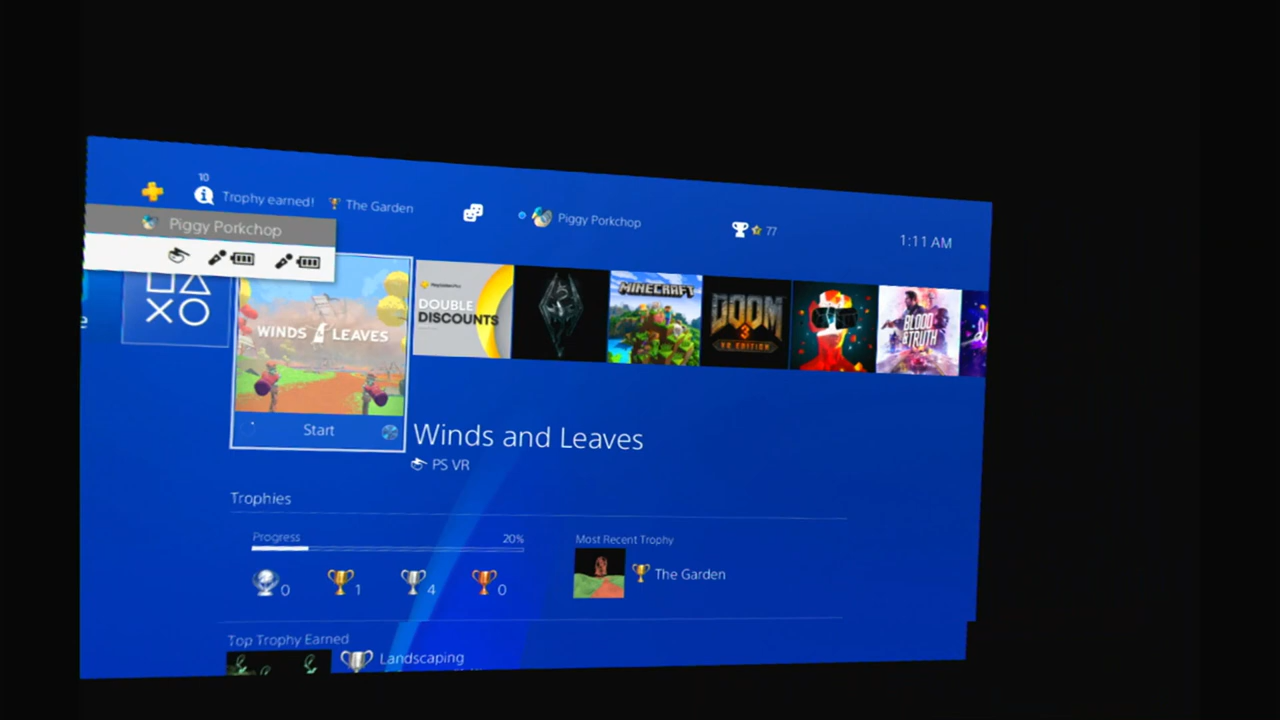 10
Trophy earned! The Garden
Piggy Porkchop
77
1:11 AM
Piggy Porkchop
e
WINDS & LEAVES
PlayStation Plus
DOUBLE
DISCOUNTS
MINECRAFT
DOOM
3
VR EDITION
BLOOD
& TRUTH
Start
Winds and Leaves
PS VR
Trophies
Progress 20%
Most Recent Trophy
0 1 4 0
The Garden
Top Trophy Earned
Landscaping